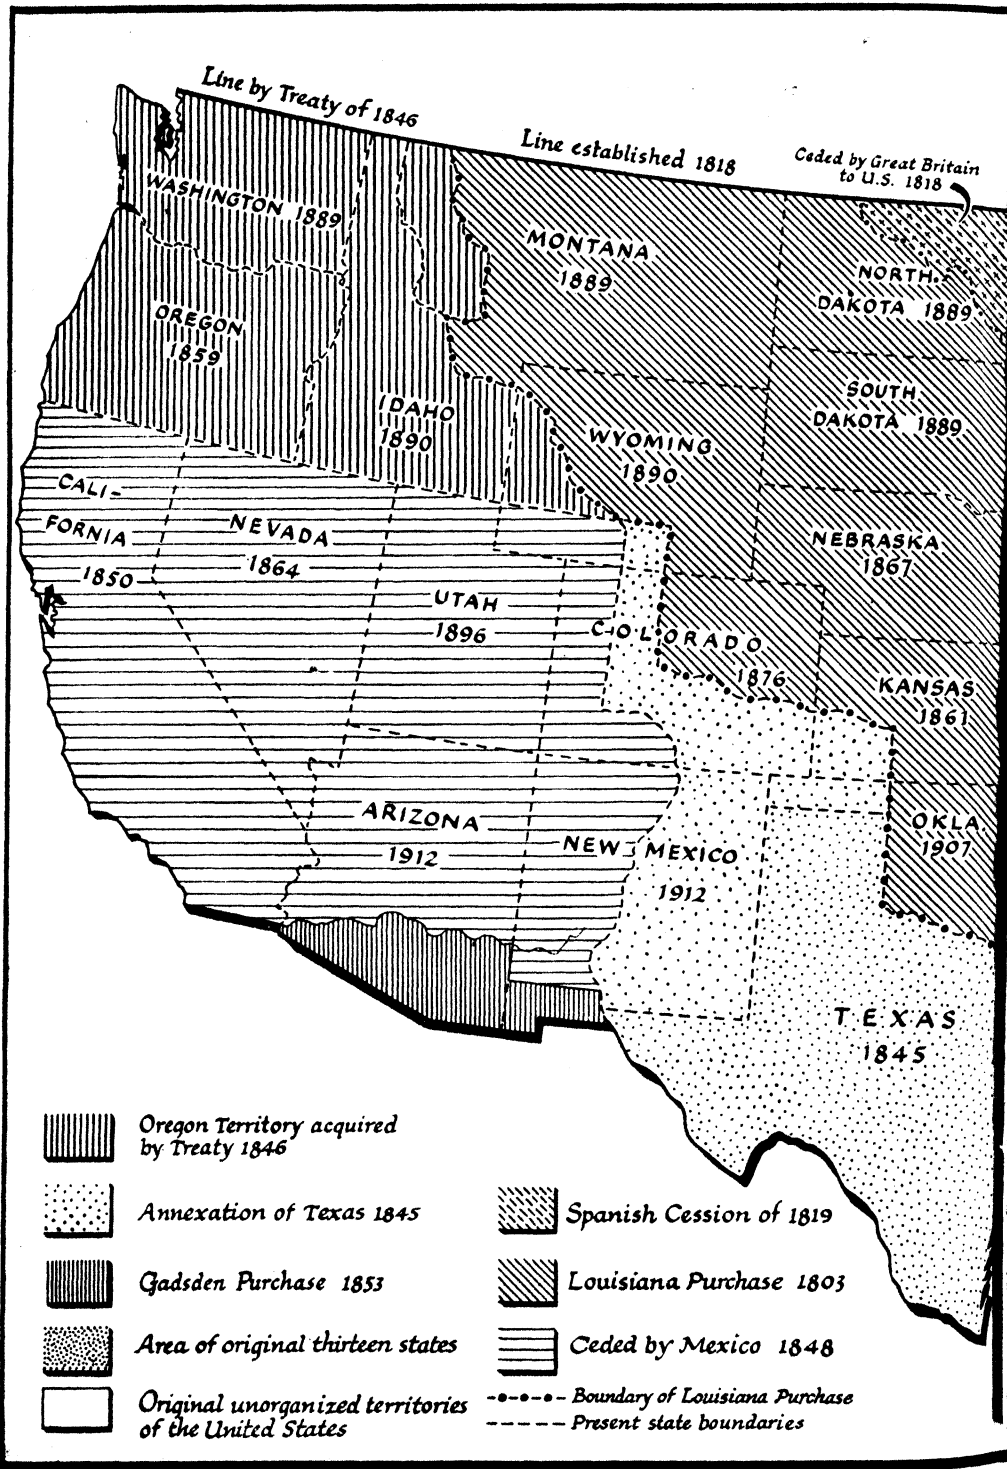 Line by Treaty of 1846
Line established 1818
Ceded by Great Britain
to U.S. 1818
WASHINGTON 1889
MONTANA
1889
NORTH
DAKOTA 1889
OREGON
1859
SOUTH
DAKOTA 1889
IDAHO
1890
WYOMING
1890
CALI-
FORNIA
1850
NEVADA
1864
NEBRASKA
1867
UTAH
1896
COLORADO
1876
KANSAS
1861
ARIZONA
1912
NEW MEXICO
1912
OKLA
1907
TEXAS
1845
Oregon Territory acquired
by Treaty 1846
Annexation of Texas 1845
Gadsden Purchase 1853
Area of original thirteen states
Original unorganized territories
of the United States
Spanish Cession of 1819
Louisiana Purchase 1803
Ceded by Mexico 1848
Boundary of Louisiana Purchase
Present state boundaries